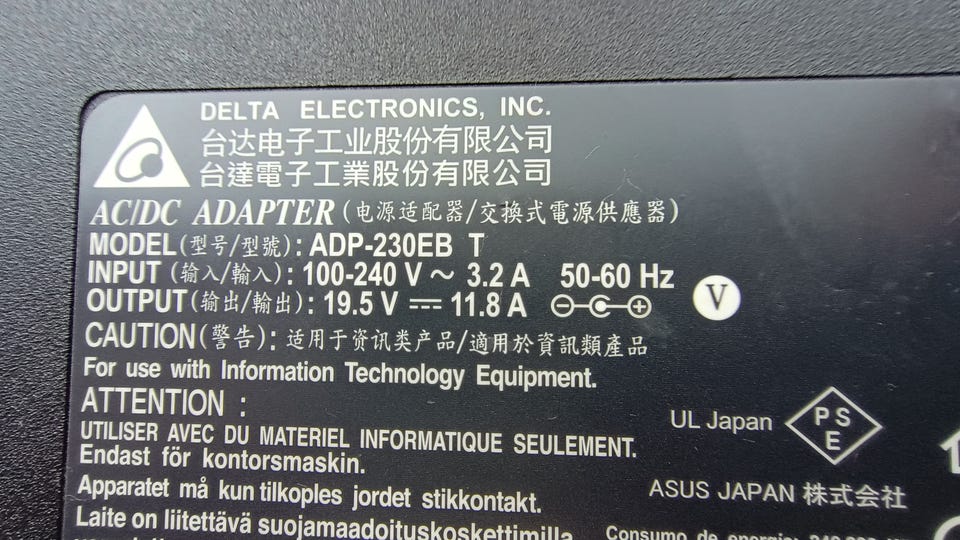 DELTA ELECTRONICS, INC.
台达电子工业股份有限公司
台達電子工業股份有限公司
AC/DC ADAPTER (电源适配器/交換式電源供應器)
MODEL(型号/型號): ADP-230EB T
INPUT (输入/輸入): 100-240 V ~ 3.2 A 50-60 Hz
OUTPUT(输出/輸出): 19.5 V ⎓ 11.8 A
V
CAUTION(警告): 适用于资讯类产品/適用於資訊類產品
For use with Information Technology Equipment.
ATTENTION :
UTILISER AVEC DU MATERIEL INFORMATIQUE SEULEMENT.
Endast för kontorsmaskin.
Apparatet må kun tilkoples jordet stikkontakt.
Laite on liitettävä suojamaadoituskoskettimilla
UL Japan
PS
E
ASUS JAPAN 株式会社
Consumo de energia: